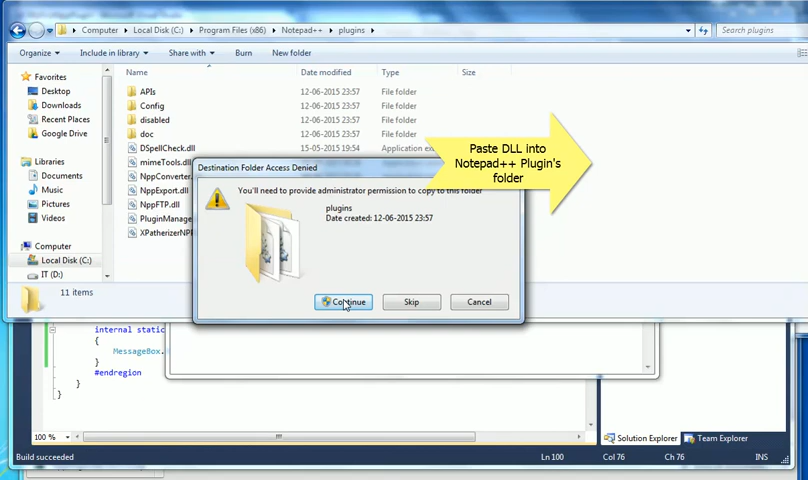 Computer ▸ Local Disk (C:) ▸ Program Files (x86) ▸ Notepad++ ▸ plugins ▸
Search plugins
Organize ▾ Include in library ▾ Share with ▾ Burn New folder
Name Date modified Type Size
Favorites
Desktop
Downloads
Recent Places
Google Drive
Libraries
Documents
Music
Pictures
Videos
Computer
Local Disk (C:)
IT (D:)
APIs 12-06-2015 23:57 File folder
Config 12-06-2015 23:57 File folder
disabled 12-06-2015 23:57 File folder
doc 12-06-2015 23:57 File folder
DSpellCheck.dll 15-05-2015 19:54 Application
mimeTools.dll
NppConverter.
NppExport.dll
NppFTP.dll
PluginManage
XPatherizerNPP
Paste DLL into
Notepad++ Plugin's
folder
Destination Folder Access Denied
You'll need to provide administrator permission to copy to this folder
plugins
Date created: 12-06-2015 23:57
Continue Skip Cancel
11 items
internal static
{
MessageBox.
}
#endregion
}
}
100 %
Solution Explorer Team Explorer
Build succeeded Ln 100 Col 76 Ch 76 INS